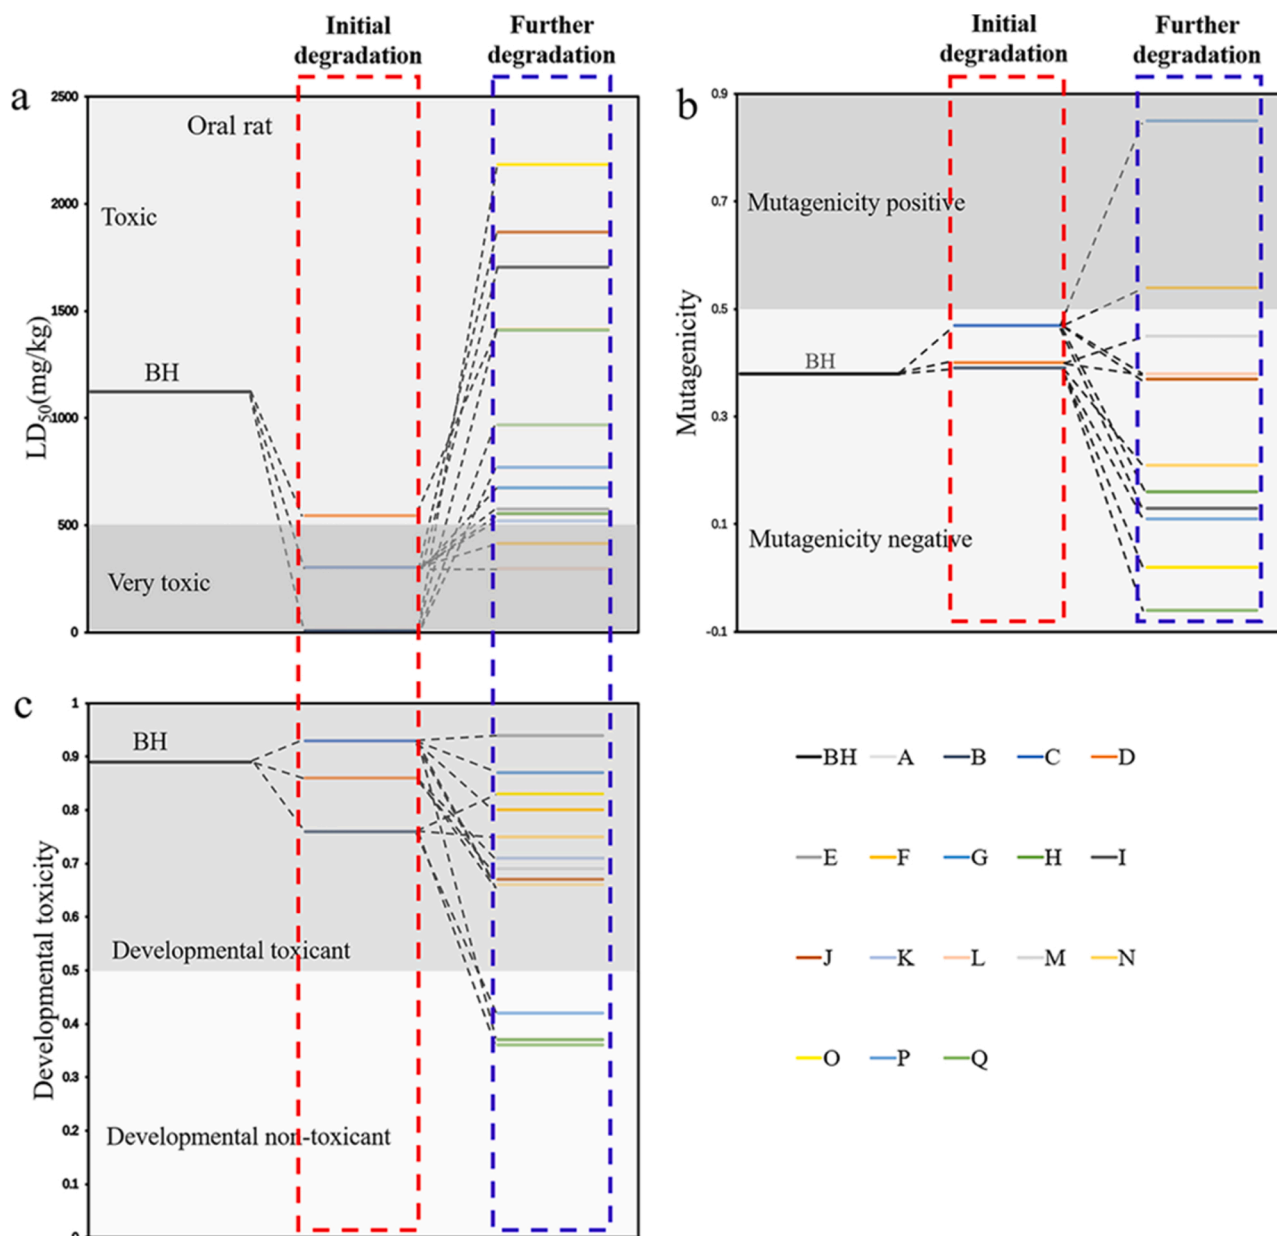 Initial
degradation
Further
degradation
Initial
degradation
Further
degradation
a
2500
2000
1500
1000
500
0
LD50(mg/kg)
Oral rat
Toxic
BH
Very toxic
b
0.9
0.7
0.5
0.3
0.1
-0.1
Mutagenicity
Mutagenicity positive
BH
Mutagenicity negative
c
1
0.9
0.8
0.7
0.6
0.5
0.4
0.3
0.2
0.1
0
Developmental toxicity
BH
Developmental toxicant
Developmental non-toxicant
BH A B C D
E F G H I
J K L M N
O P Q